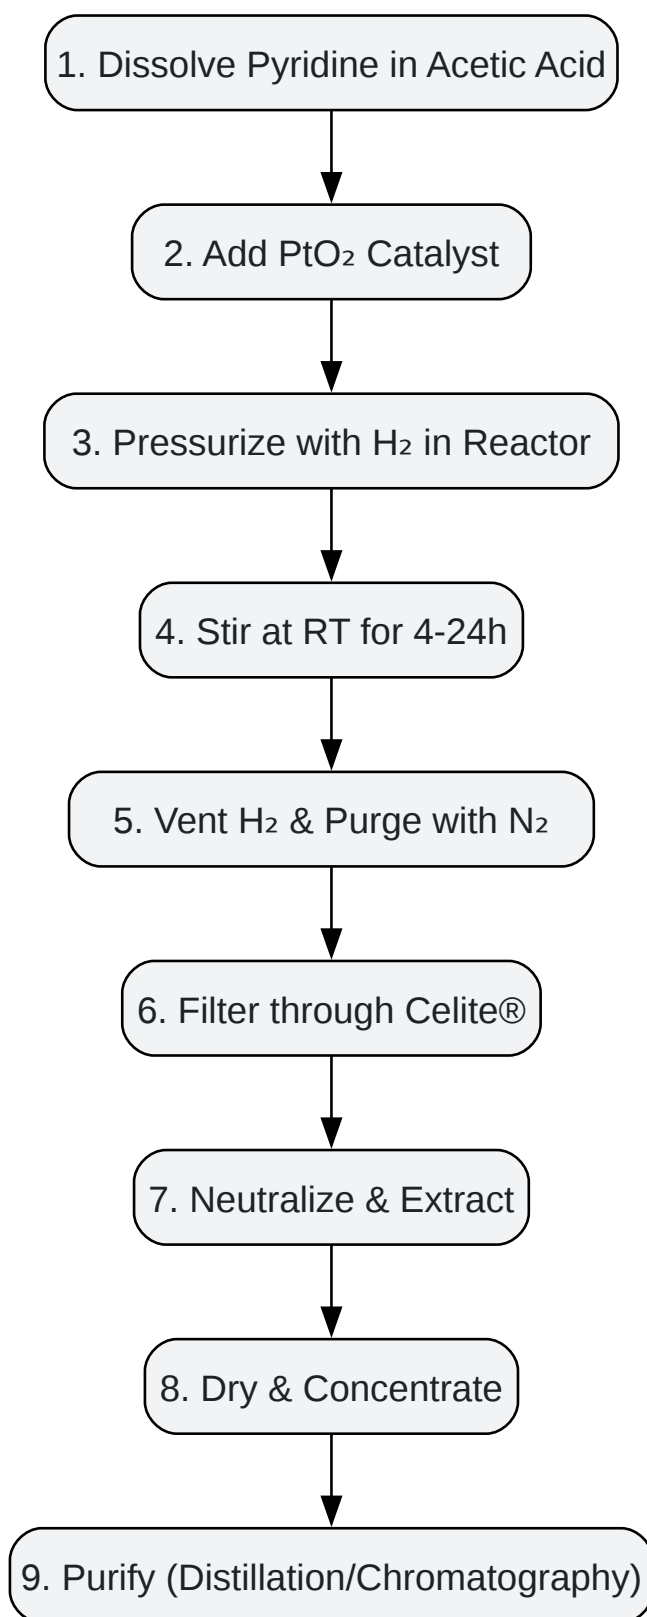 1. Dissolve Pyridine in Acetic Acid
2. Add PtO₂ Catalyst
3. Pressurize with H₂ in Reactor
4. Stir at RT for 4-24h
5. Vent H₂ & Purge with N₂
6. Filter through Celite®
7. Neutralize & Extract
8. Dry & Concentrate
9. Purify (Distillation/Chromatography)